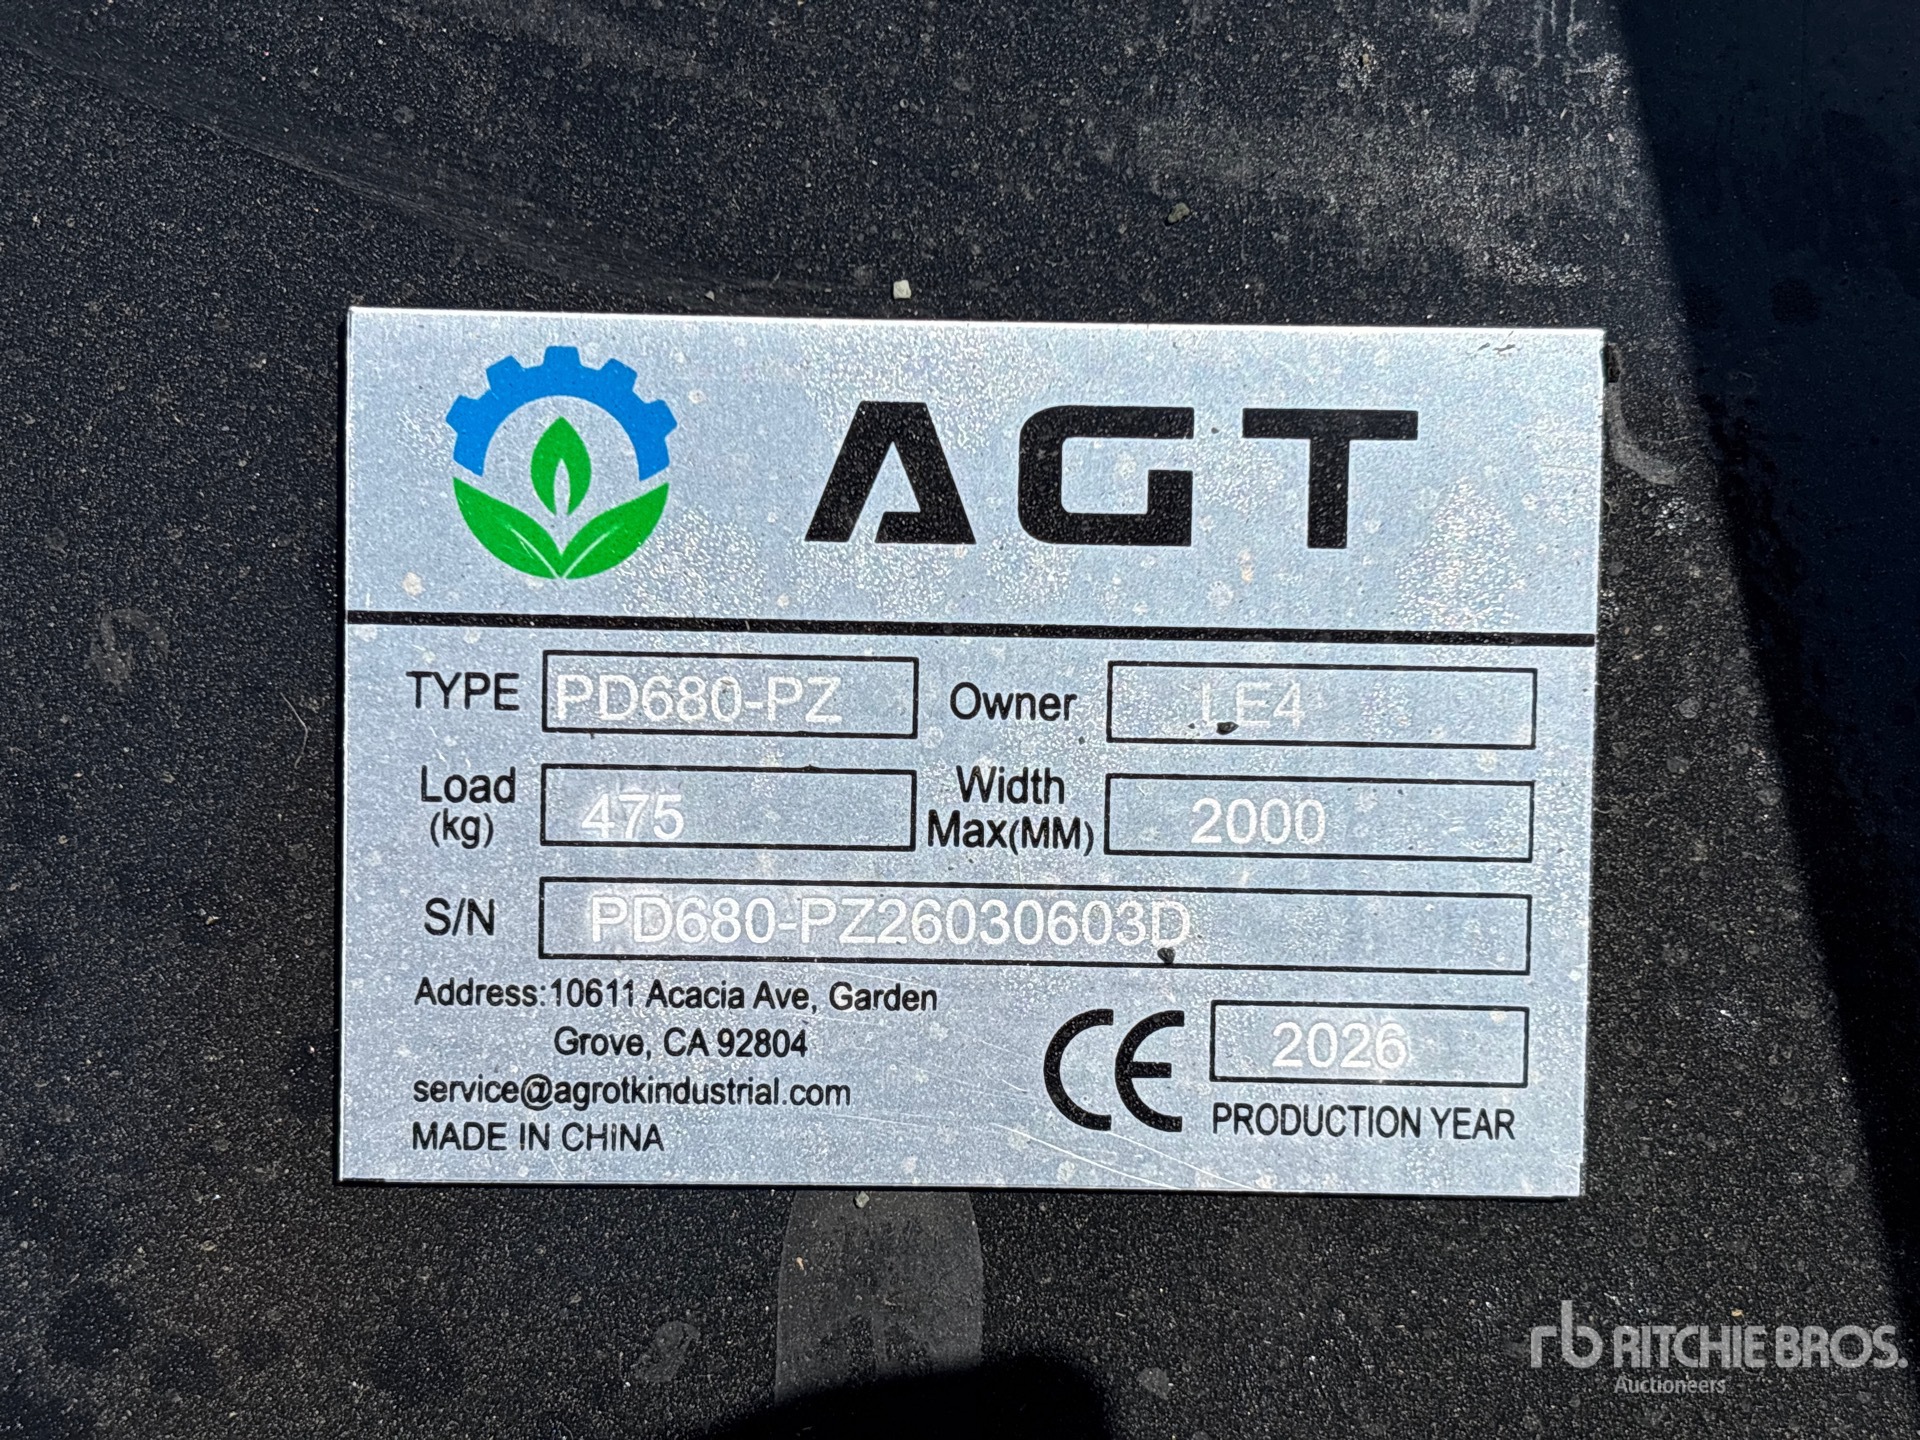 AGT
TYPE PD680-PZ Owner LE4
Load (kg) 475 Width Max(MM) 2000
S/N PD680-PZ26030603D
Address:10611 Acacia Ave, Garden
Grove, CA 92804
service@agrotkindustrial.com
MADE IN CHINA
CE 2026
PRODUCTION YEAR
rb RITCHIE BROS.
Auctioneers